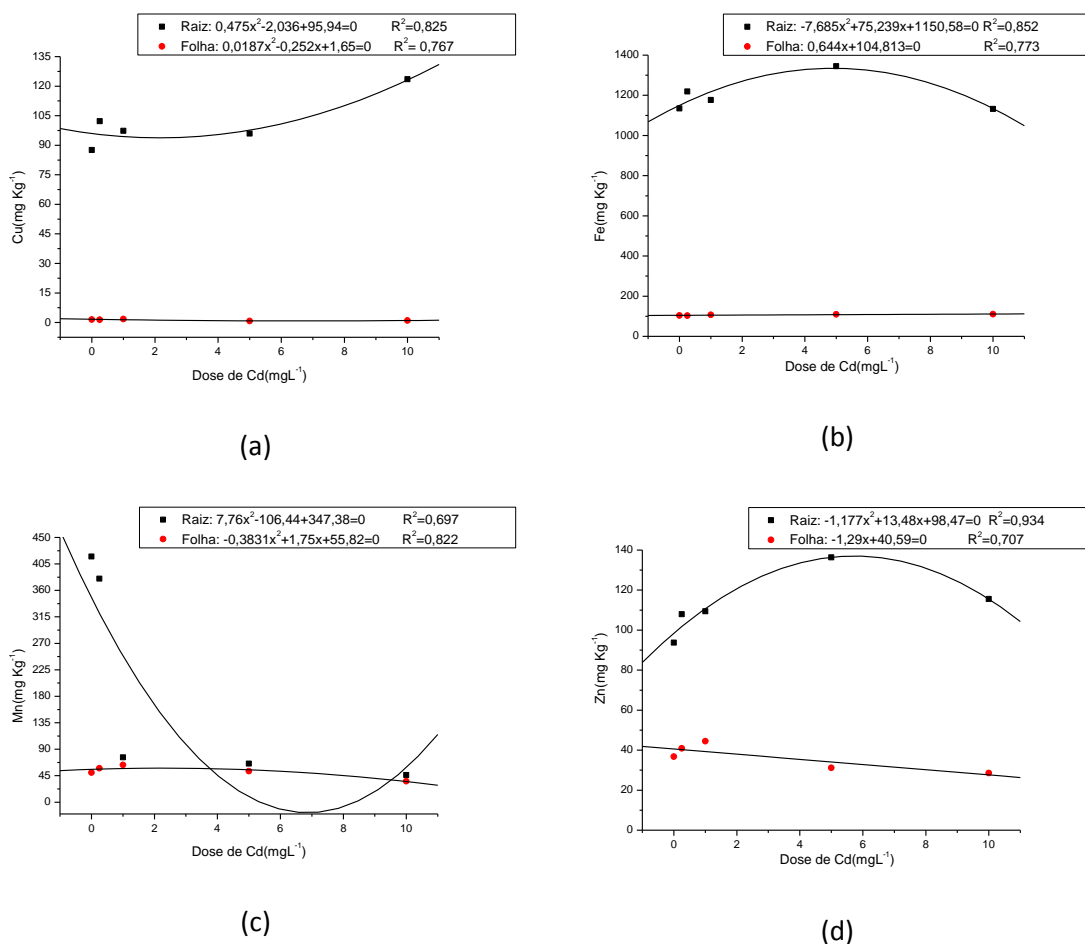 Raiz: 0,475x²-2,036+95,94=0 R²=0,825
Folha: 0,0187x²-0,252x+1,65=0 R²= 0,767
135
120
105
90
75
60
45
30
15
0
Cu(mg Kg⁻¹)
0 2 4 6 8 10
Dose de Cd(mgL⁻¹)
(a)
Raiz: -7,685x²+75,239x+1150,58=0 R²=0,852
Folha: 0,644x+104,813=0 R²=0,773
1400
1200
1000
800
600
400
200
0
Fe(mg Kg⁻¹)
0 2 4 6 8 10
Dose de Cd(mgL⁻¹)
(b)
Raiz: 7,76x²-106,44+347,38=0 R²=0,697
Folha: -0,3831x²+1,75x+55,82=0 R²=0,822
450
405
360
315
270
225
180
135
90
45
0
Mn(mg Kg⁻¹)
0 2 4 6 8 10
Dose de Cd(mgL⁻¹)
(c)
Raiz: -1,177x²+13,48x+98,47=0 R²=0,934
Folha: -1,29x+40,59=0 R²=0,707
140
120
100
80
60
40
20
0
Zn(mg Kg⁻¹)
0 2 4 6 8 10
Dose de Cd(mgL⁻¹)
(d)